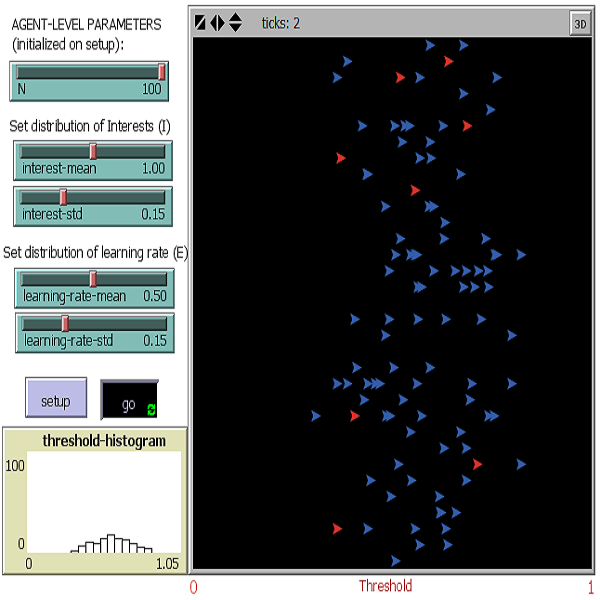 AGENT-LEVEL PARAMETERS
(initialized on setup):
N 100
Set distribution of Interests (I)
interest-mean 1.00
interest-std 0.15
Set distribution of learning rate (E)
learning-rate-mean 0.50
learning-rate-std 0.15
setup go
threshold-histogram
100
0
0 1.05
ticks: 2 3D
0 Threshold 1